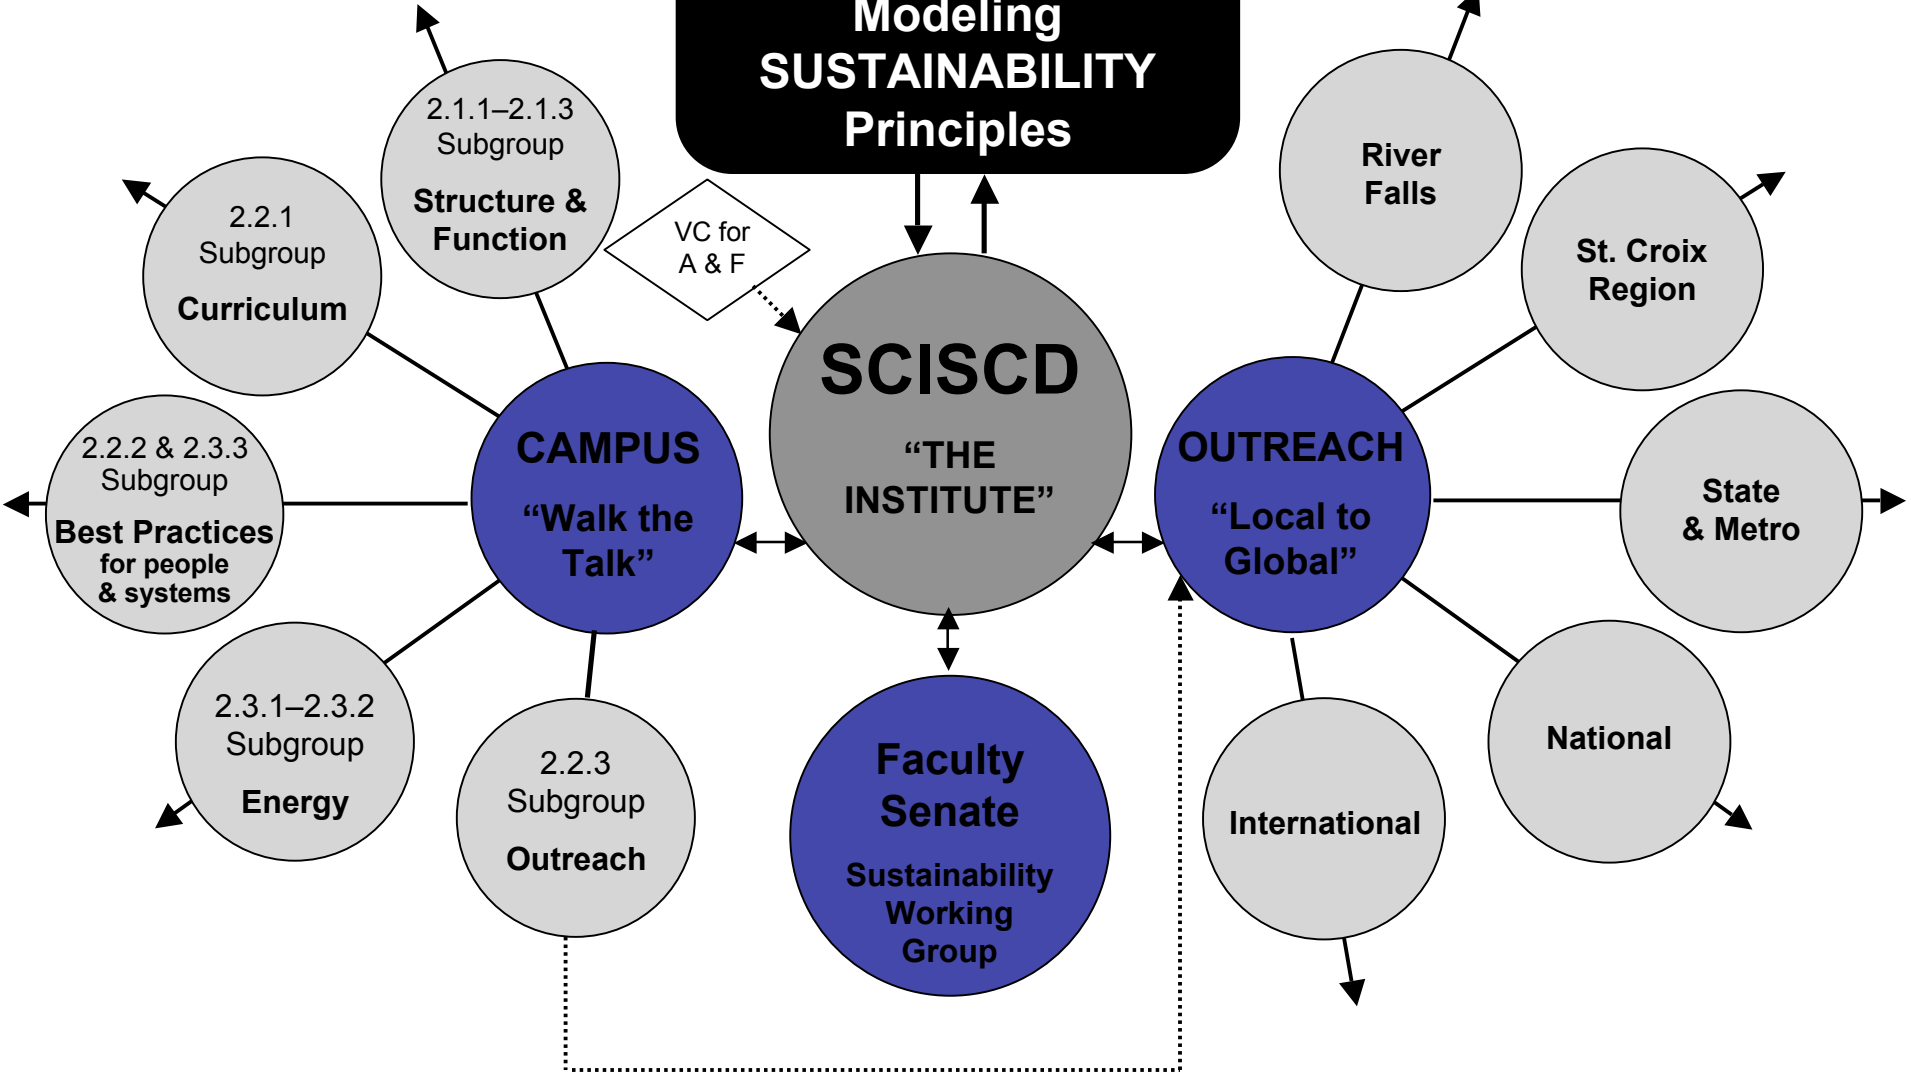 Modeling
SUSTAINABILITY
Principles
2.1.1–2.1.3
Subgroup
Structure &
Function
2.2.1
Subgroup
Curriculum
2.2.2 & 2.3.3
Subgroup
Best Practices
for people
& systems
2.3.1–2.3.2
Subgroup
Energy
2.2.3
Subgroup
Outreach
CAMPUS
“Walk the
Talk”
VC for
A & F
SCISCD
“THE
INSTITUTE”
Faculty
Senate
Sustainability
Working
Group
OUTREACH
“Local to
Global”
River
Falls
St. Croix
Region
State
& Metro
National
International